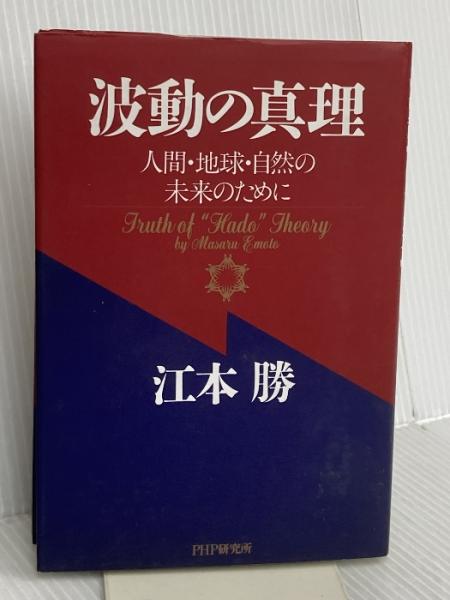 波動の真理
人間・地球・自然の
未来のために
Truth of "Hado" Theory
by Masaru Emoto
江本 勝
PHP研究所